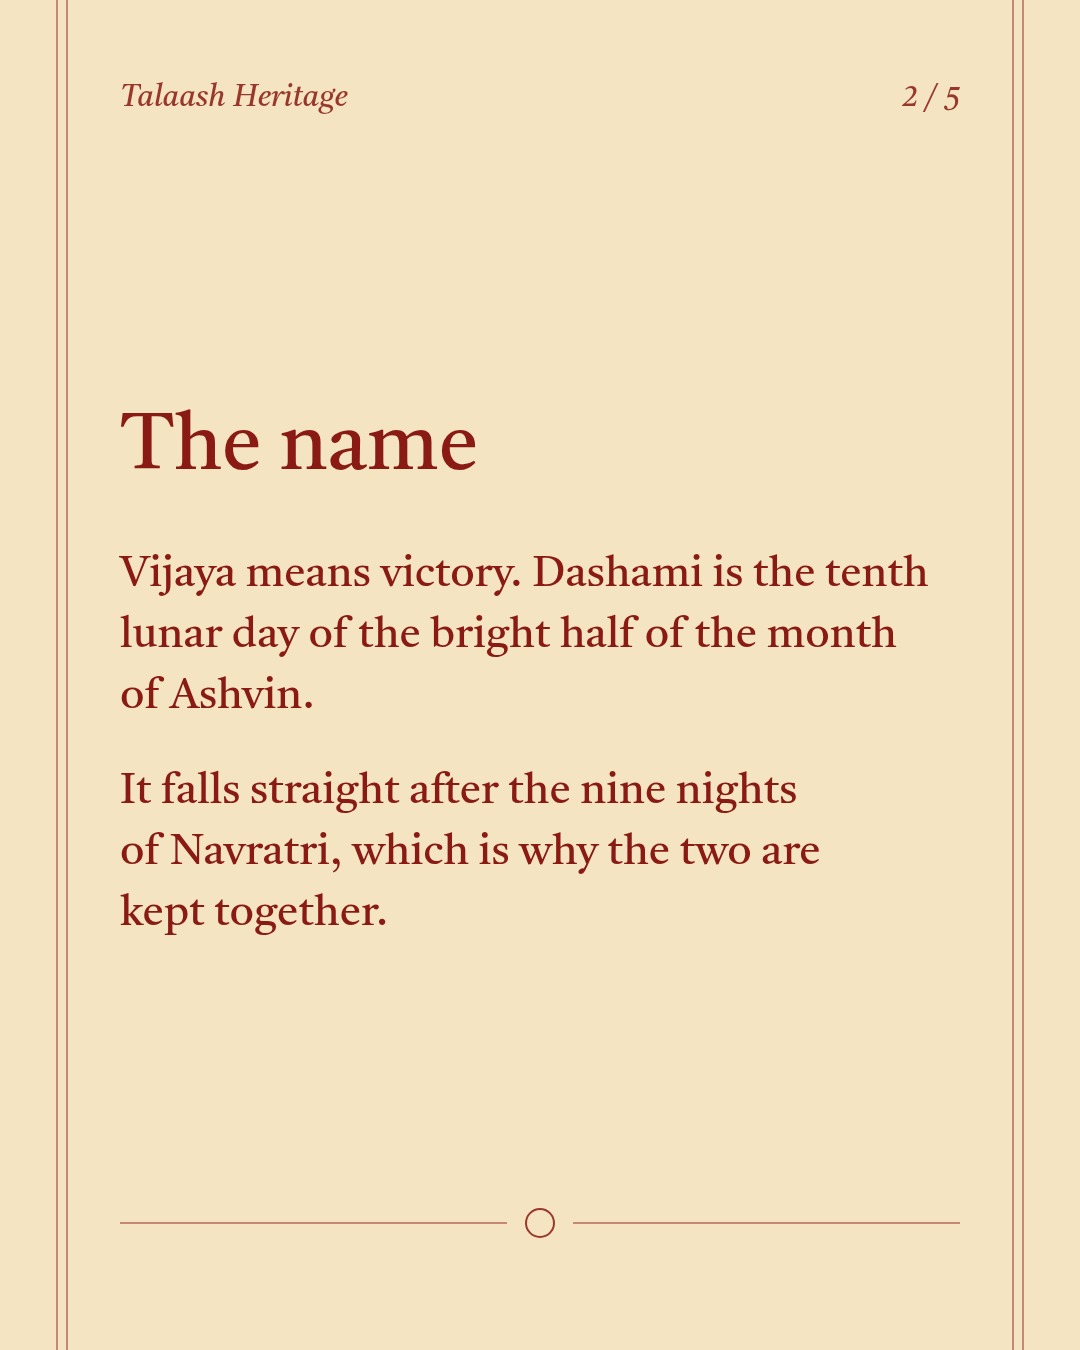 Talaash Heritage
2 / 5
The name
Vijaya means victory. Dashami is the tenth
lunar day of the bright half of the month
of Ashvin.
It falls straight after the nine nights
of Navratri, which is why the two are
kept together.